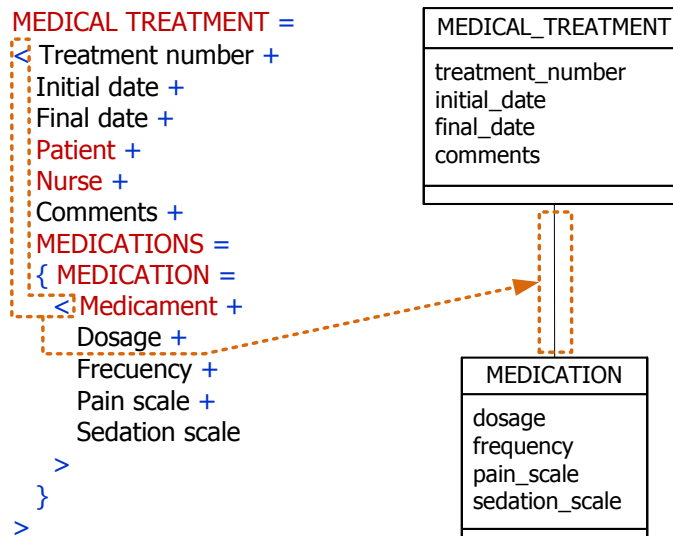 MEDICAL TREATMENT =
< Treatment number +
Initial date +
Final date +
Patient +
Nurse +
Comments +
MEDICATIONS =
{ MEDICATION =
< Medicament +
Dosage +
Frecuency +
Pain scale +
Sedation scale
>
}
>
MEDICAL_TREATMENT
treatment_number
initial_date
final_date
comments
MEDICATION
dosage
frequency
pain_scale
sedation_scale